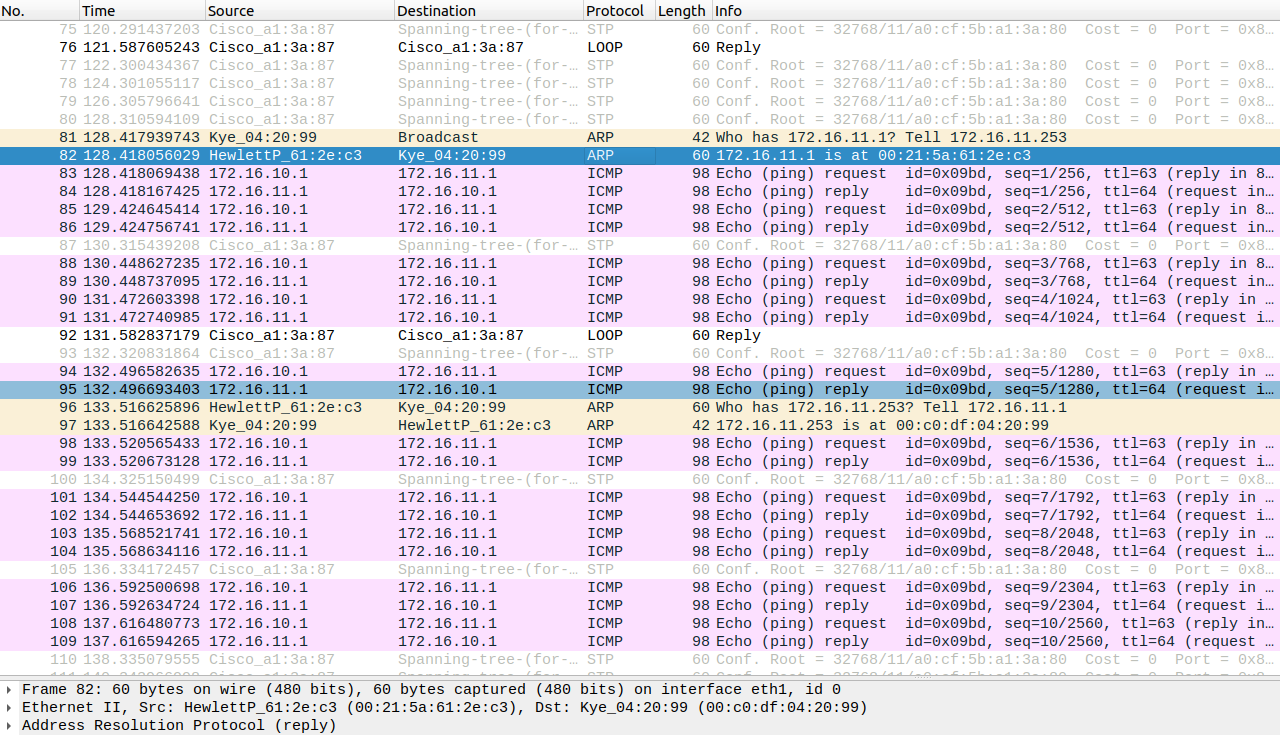 No. Time Source Destination Protocol Length Info
75 120.291437203 Cisco_a1:3a:87 Spanning-tree-(for-… STP 60 Conf. Root = 32768/11/a0:cf:5b:a1:3a:80 Cost = 0 Port = 0x8…
76 121.587605243 Cisco_a1:3a:87 Cisco_a1:3a:87 LOOP 60 Reply
77 122.300434367 Cisco_a1:3a:87 Spanning-tree-(for-… STP 60 Conf. Root = 32768/11/a0:cf:5b:a1:3a:80 Cost = 0 Port = 0x8…
78 124.301055117 Cisco_a1:3a:87 Spanning-tree-(for-… STP 60 Conf. Root = 32768/11/a0:cf:5b:a1:3a:80 Cost = 0 Port = 0x8…
79 126.305796641 Cisco_a1:3a:87 Spanning-tree-(for-… STP 60 Conf. Root = 32768/11/a0:cf:5b:a1:3a:80 Cost = 0 Port = 0x8…
80 128.310594109 Cisco_a1:3a:87 Spanning-tree-(for-… STP 60 Conf. Root = 32768/11/a0:cf:5b:a1:3a:80 Cost = 0 Port = 0x8…
81 128.417939743 Kye_04:20:99 Broadcast ARP 42 Who has 172.16.11.1? Tell 172.16.11.253
82 128.418056029 HewlettP_61:2e:c3 Kye_04:20:99 ARP 60 172.16.11.1 is at 00:21:5a:61:2e:c3
83 128.418069438 172.16.10.1 172.16.11.1 ICMP 98 Echo (ping) request id=0x09bd, seq=1/256, ttl=63 (reply in 8…
84 128.418167425 172.16.11.1 172.16.10.1 ICMP 98 Echo (ping) reply id=0x09bd, seq=1/256, ttl=64 (request in…
85 129.424645414 172.16.10.1 172.16.11.1 ICMP 98 Echo (ping) request id=0x09bd, seq=2/512, ttl=63 (reply in 8…
86 129.424756741 172.16.11.1 172.16.10.1 ICMP 98 Echo (ping) reply id=0x09bd, seq=2/512, ttl=64 (request in…
87 130.315439208 Cisco_a1:3a:87 Spanning-tree-(for-… STP 60 Conf. Root = 32768/11/a0:cf:5b:a1:3a:80 Cost = 0 Port = 0x8…
88 130.448627235 172.16.10.1 172.16.11.1 ICMP 98 Echo (ping) request id=0x09bd, seq=3/768, ttl=63 (reply in 8…
89 130.448737095 172.16.11.1 172.16.10.1 ICMP 98 Echo (ping) reply id=0x09bd, seq=3/768, ttl=64 (request in…
90 131.472603398 172.16.10.1 172.16.11.1 ICMP 98 Echo (ping) request id=0x09bd, seq=4/1024, ttl=63 (reply in …
91 131.472740985 172.16.11.1 172.16.10.1 ICMP 98 Echo (ping) reply id=0x09bd, seq=4/1024, ttl=64 (request i…
92 131.582837179 Cisco_a1:3a:87 Cisco_a1:3a:87 LOOP 60 Reply
93 132.320831864 Cisco_a1:3a:87 Spanning-tree-(for-… STP 60 Conf. Root = 32768/11/a0:cf:5b:a1:3a:80 Cost = 0 Port = 0x8…
94 132.496582635 172.16.10.1 172.16.11.1 ICMP 98 Echo (ping) request id=0x09bd, seq=5/1280, ttl=63 (reply in …
95 132.496693403 172.16.11.1 172.16.10.1 ICMP 98 Echo (ping) reply id=0x09bd, seq=5/1280, ttl=64 (request i…
96 133.516625896 HewlettP_61:2e:c3 Kye_04:20:99 ARP 60 Who has 172.16.11.253? Tell 172.16.11.1
97 133.516642588 Kye_04:20:99 HewlettP_61:2e:c3 ARP 42 172.16.11.253 is at 00:c0:df:04:20:99
98 133.520565433 172.16.10.1 172.16.11.1 ICMP 98 Echo (ping) request id=0x09bd, seq=6/1536, ttl=63 (reply in …
99 133.520673128 172.16.11.1 172.16.10.1 ICMP 98 Echo (ping) reply id=0x09bd, seq=6/1536, ttl=64 (request i…
100 134.325150499 Cisco_a1:3a:87 Spanning-tree-(for-… STP 60 Conf. Root = 32768/11/a0:cf:5b:a1:3a:80 Cost = 0 Port = 0x8…
101 134.544544250 172.16.10.1 172.16.11.1 ICMP 98 Echo (ping) request id=0x09bd, seq=7/1792, ttl=63 (reply in …
102 134.544653692 172.16.11.1 172.16.10.1 ICMP 98 Echo (ping) reply id=0x09bd, seq=7/1792, ttl=64 (request i…
103 135.568521741 172.16.10.1 172.16.11.1 ICMP 98 Echo (ping) request id=0x09bd, seq=8/2048, ttl=63 (reply in …
104 135.568634116 172.16.11.1 172.16.10.1 ICMP 98 Echo (ping) reply id=0x09bd, seq=8/2048, ttl=64 (request i…
105 136.334172457 Cisco_a1:3a:87 Spanning-tree-(for-… STP 60 Conf. Root = 32768/11/a0:cf:5b:a1:3a:80 Cost = 0 Port = 0x8…
106 136.592500698 172.16.10.1 172.16.11.1 ICMP 98 Echo (ping) request id=0x09bd, seq=9/2304, ttl=63 (reply in …
107 136.592634724 172.16.11.1 172.16.10.1 ICMP 98 Echo (ping) reply id=0x09bd, seq=9/2304, ttl=64 (request i…
108 137.616480773 172.16.10.1 172.16.11.1 ICMP 98 Echo (ping) request id=0x09bd, seq=10/2560, ttl=63 (reply in…
109 137.616594265 172.16.11.1 172.16.10.1 ICMP 98 Echo (ping) reply id=0x09bd, seq=10/2560, ttl=64 (request …
110 138.335079555 Cisco_a1:3a:87 Spanning-tree-(for-… STP 60 Conf. Root = 32768/11/a0:cf:5b:a1:3a:80 Cost = 0 Port = 0x8…
Frame 82: 60 bytes on wire (480 bits), 60 bytes captured (480 bits) on interface eth1, id 0
Ethernet II, Src: HewlettP_61:2e:c3 (00:21:5a:61:2e:c3), Dst: Kye_04:20:99 (00:c0:df:04:20:99)
Address Resolution Protocol (reply)